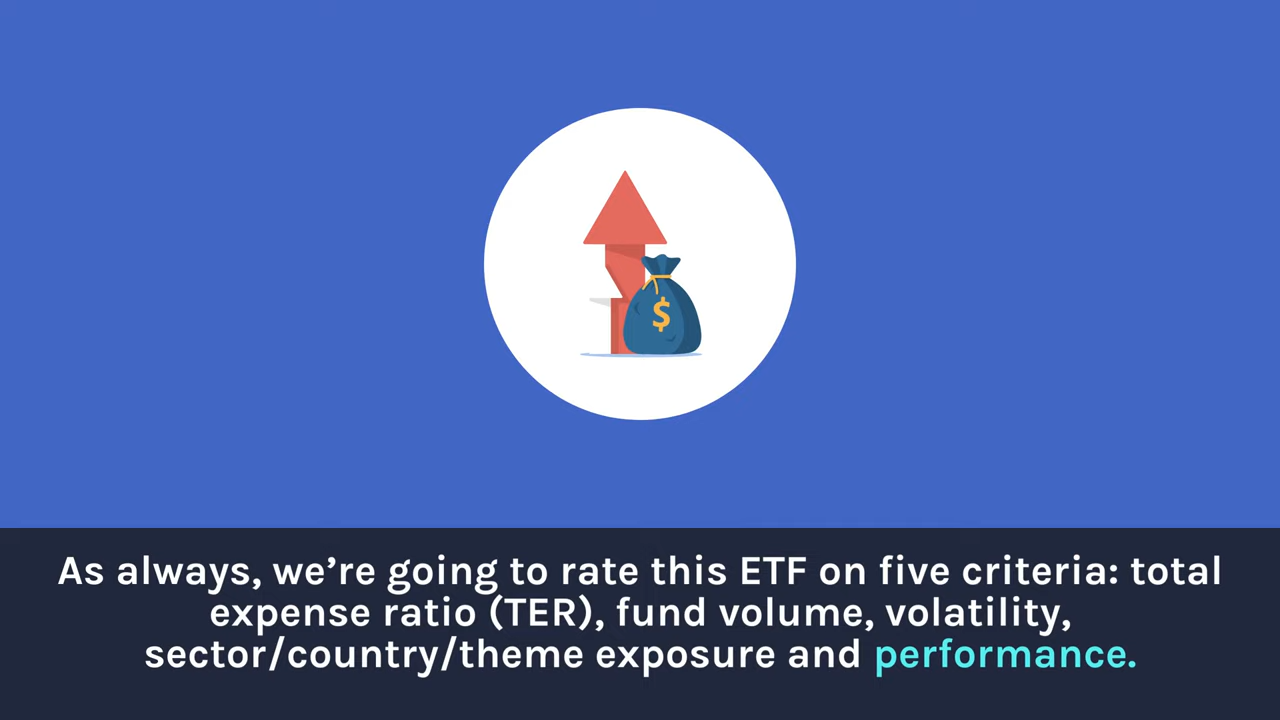 $
As always, we’re going to rate this ETF on five criteria: total
expense ratio (TER), fund volume, volatility,
sector/country/theme exposure and performance.